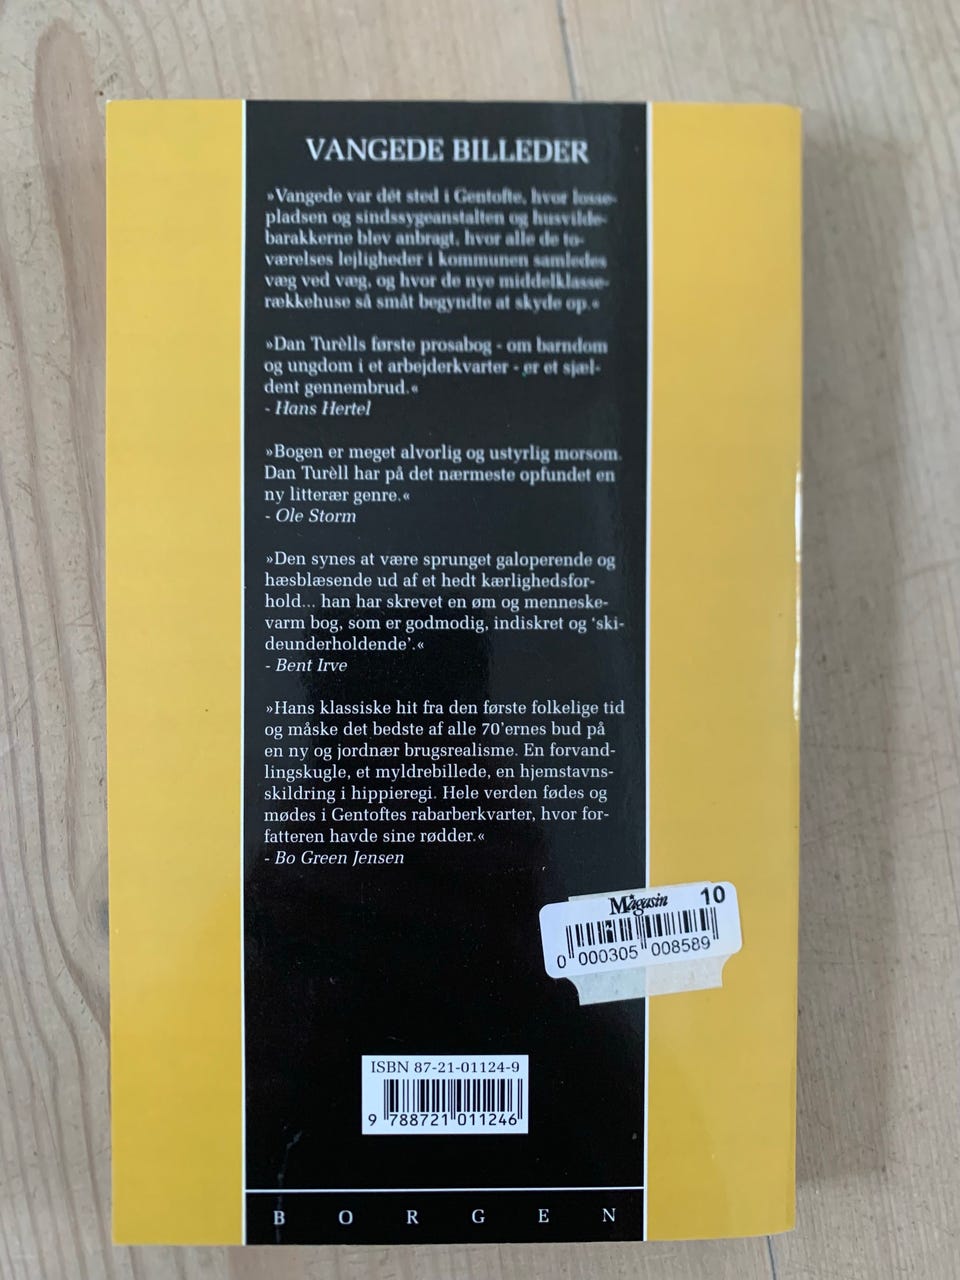 VANGEDE BILLEDER
»Vangede var dét sted i Gentofte, hvor losse-
pladsen og sindssygeanstalten og husvilde-
barakkerne blev anbragt, hvor alle de to-
værelses lejligheder i kommunen samledes
væg ved væg, og hvor de nye middelklasse-
rækkehuse så småt begyndte at skyde op.«
»Dan Turèlls første prosabog - om barndom
og ungdom i et arbejderkvarter - er et sjæl-
dent gennembrud.«
- Hans Hertel
»Bogen er meget alvorlig og ustyrlig morsom.
Dan Turèll har på det nærmeste opfundet en
ny litterær genre.«
- Ole Storm
»Den synes at være sprunget galoperende og
hæsblæsende ud af et hedt kærlighedsfor-
hold... han har skrevet en øm og menneske-
varm bog, som er godmodig, indiskret og ‘ski-
deunderholdende’.«
- Bent Irve
»Hans klassiske hit fra den første folkelige tid
og måske det bedste af alle 70’ernes bud på
en ny og jordnær brugsrealisme. En forvand-
lingskugle, et myldrebillede, en hjemstavns-
skildring i hippieregi. Hele verden fødes og
mødes i Gentoftes rabarberkvarter, hvor for-
fatteren havde sine rødder.«
- Bo Green Jensen
Magasin 10
0 000305 008589
ISBN 87-21-01124-9
9 788721 011246
BORGEN